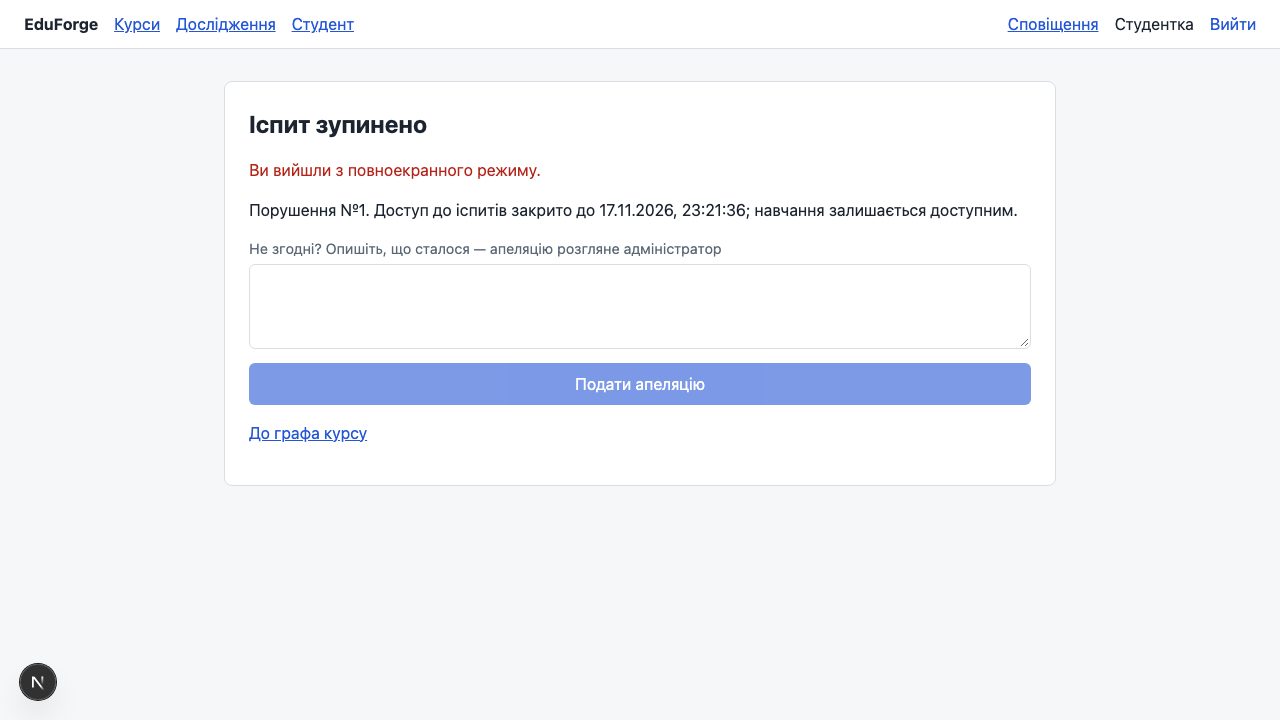 EduForge Курси Дослідження Студент Сповіщення Студентка Вийти
Іспит зупинено
Ви вийшли з повноекранного режиму.
Порушення №1. Доступ до іспитів закрито до 17.11.2026, 23:21:36; навчання залишається доступним.
Не згодні? Опишіть, що сталося — апеляцію розгляне адміністратор
Подати апеляцію
До графа курсу
N